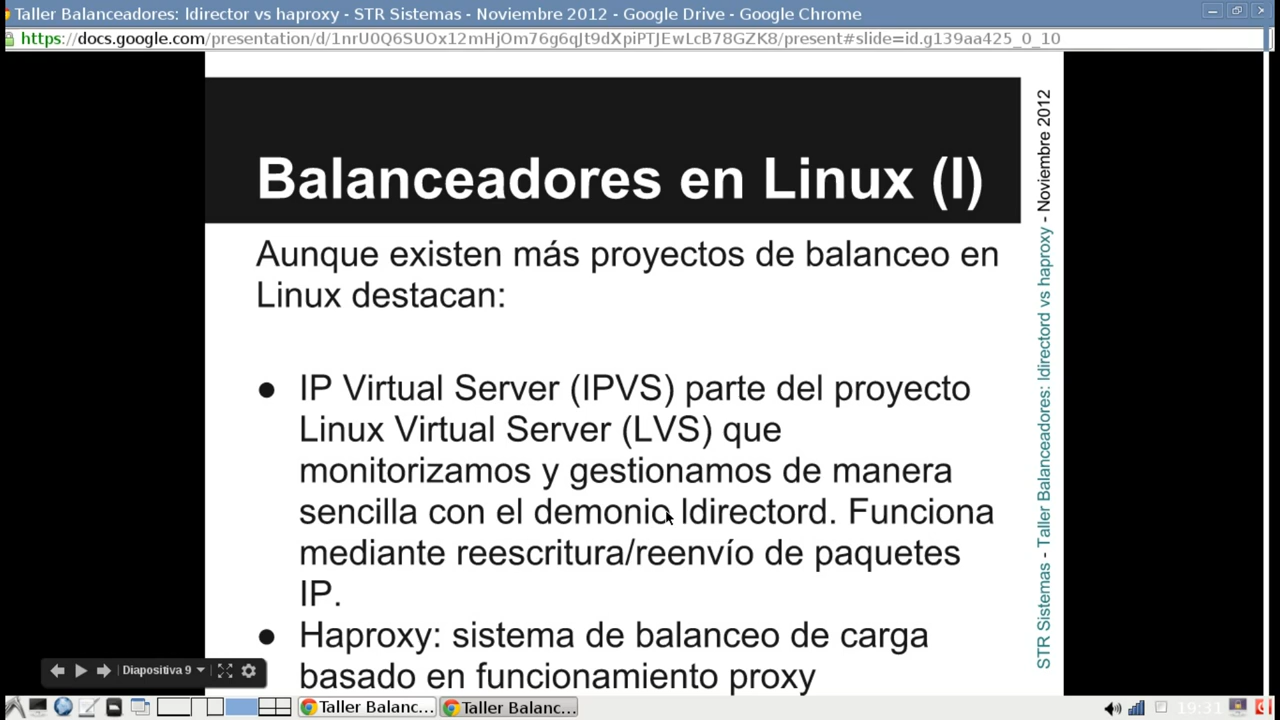 Taller Balanceadores: ldirector vs haproxy - STR Sistemas - Noviembre 2012 - Google Drive - Google Chrome
https://docs.google.com/presentation/d/1nrU0Q6SUOx12mHjOm76g6qJt9dXpiPTJEwLcB78GZK8/present#slide=id.g139aa425_0_10
Balanceadores en Linux (I)
Aunque existen más proyectos de balanceo en
Linux destacan:
● IP Virtual Server (IPVS) parte del proyecto
Linux Virtual Server (LVS) que
monitorizamos y gestionamos de manera
sencilla con el demonio ldirectord. Funciona
mediante reescritura/reenvío de paquetes
IP.
● Haproxy: sistema de balanceo de carga
basado en funcionamiento proxy
STR Sistemas - Taller Balanceadores: ldirectord vs haproxy - Noviembre 2012
Diapositiva 9
Taller Balanc...
Taller Balanc...
19:31